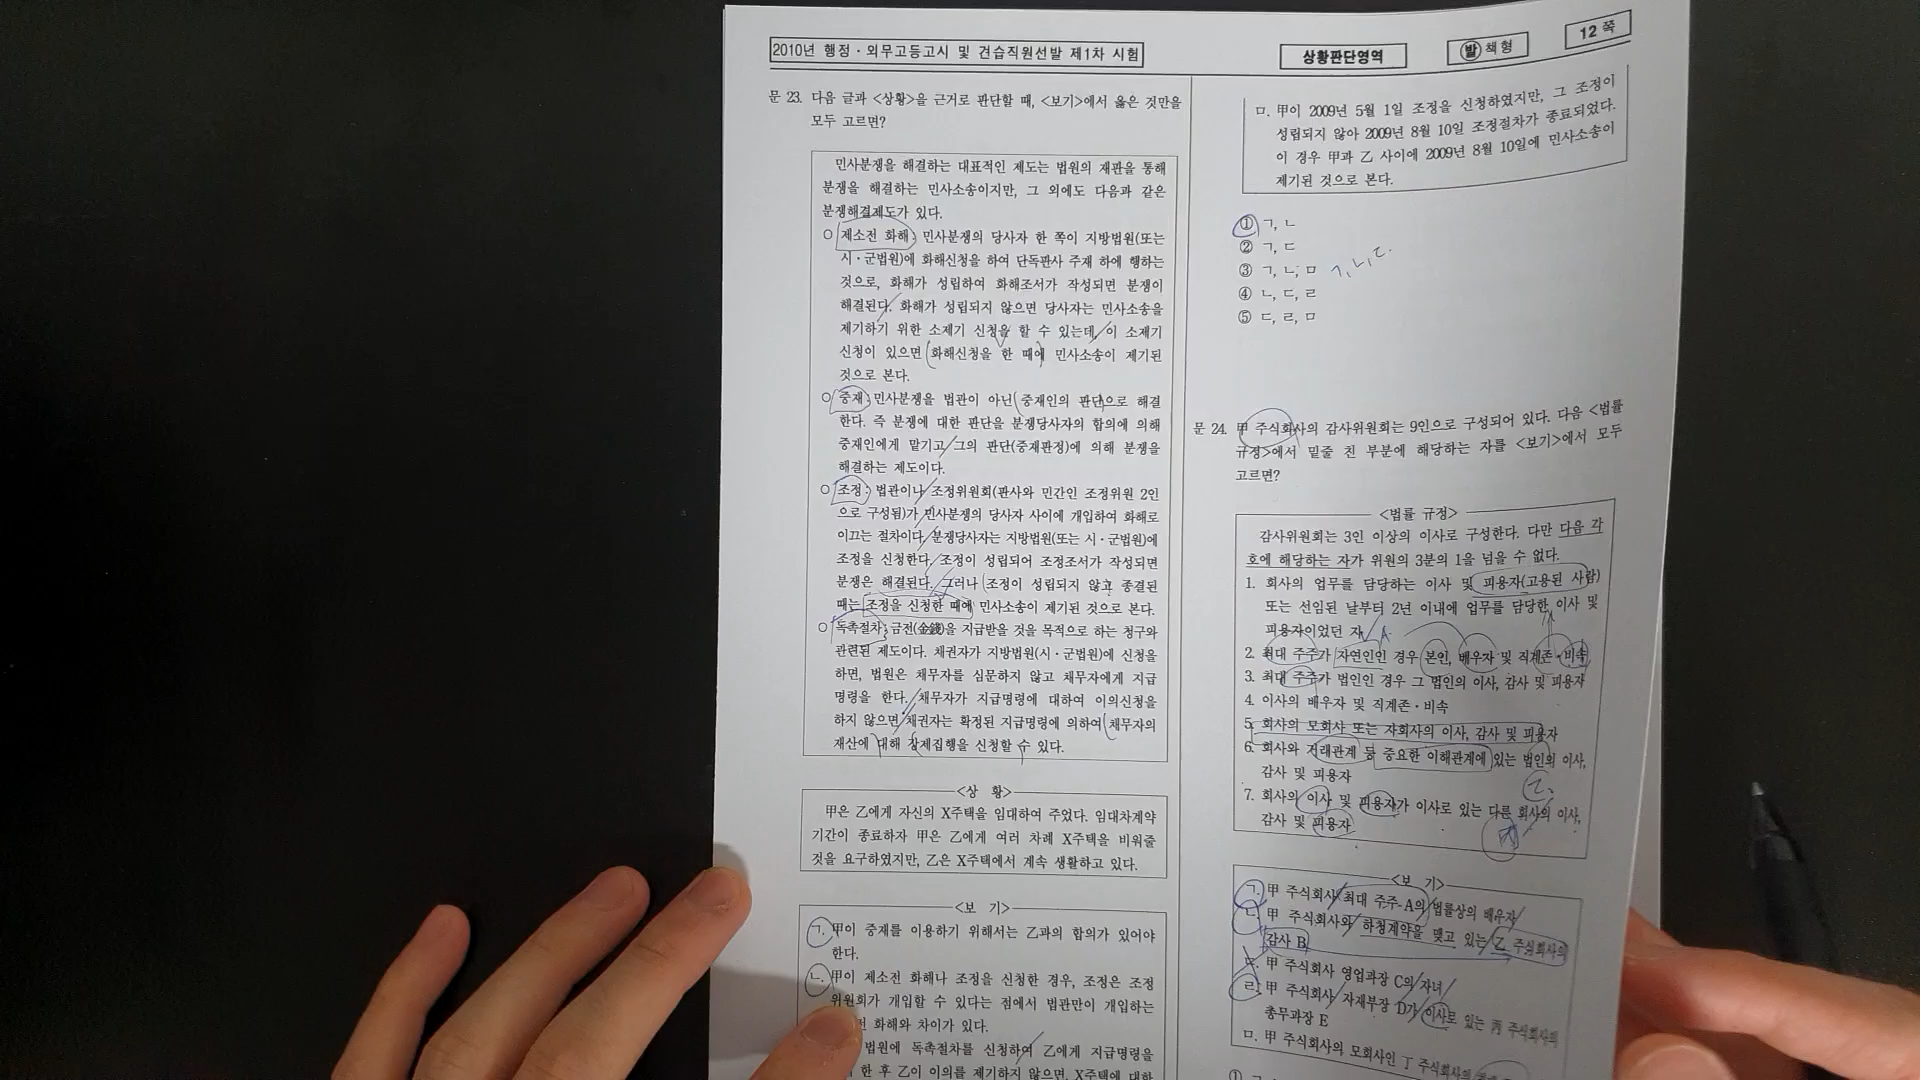 2010년 행정·외무고등고시 및 견습직원선발 제1차 시험
상황판단영역
발 책형
12 쪽
문 23. 다음 글과 <상황>을 근거로 판단할 때, <보기>에서 옳은 것만을
모두 고르면?
민사분쟁을 해결하는 대표적인 제도는 법원의 재판을 통해
분쟁을 해결하는 민사소송이지만, 그 외에도 다음과 같은
분쟁해결제도가 있다.
○ 제소전 화해: 민사분쟁의 당사자 한 쪽이 지방법원(또는
시·군법원)에 화해신청을 하여 단독판사 주재 하에 행하는
것으로, 화해가 성립하여 화해조서가 작성되면 분쟁이
해결된다. 화해가 성립되지 않으면 당사자는 민사소송을
제기하기 위한 소제기 신청을 할 수 있는데, 이 소제기
신청이 있으면 화해신청을 한 때에 민사소송이 제기된
것으로 본다.
○ 중재: 민사분쟁을 법관이 아닌 중재인의 판단으로 해결
한다. 즉 분쟁에 대한 판단을 분쟁당사자의 합의에 의해
중재인에게 맡기고, 그의 판단(중재판정)에 의해 분쟁을
해결하는 제도이다.
○ 조정: 법관이나 조정위원회(판사와 민간인 조정위원 2인
으로 구성됨)가 민사분쟁의 당사자 사이에 개입하여 화해로
이끄는 절차이다. 분쟁당사자는 지방법원(또는 시·군법원)에
조정을 신청한다. 조정이 성립되어 조정조서가 작성되면
분쟁은 해결된다. 그러나 조정이 성립되지 않고 종결된
때는 조정을 신청한 때에 민사소송이 제기된 것으로 본다.
○ 독촉절차: 금전(金錢)을 지급받을 것을 목적으로 하는 청구와
관련된 제도이다. 채권자가 지방법원(시·군법원)에 신청을
하면, 법원은 채무자를 심문하지 않고 채무자에게 지급
명령을 한다. 채무자가 지급명령에 대하여 이의신청을
하지 않으면 채권자는 확정된 지급명령에 의하여 채무자의
재산에 대해 강제집행을 신청할 수 있다.
<상 황>
甲은 乙에게 자신의 X주택을 임대하여 주었다. 임대차계약
기간이 종료하자 甲은 乙에게 여러 차례 X주택을 비워줄
것을 요구하였지만, 乙은 X주택에서 계속 생활하고 있다.
<보 기>
ㄱ. 甲이 중재를 이용하기 위해서는 乙과의 합의가 있어야
한다.
ㄴ. 甲이 제소전 화해나 조정을 신청한 경우, 조정은 조정
위원회가 개입할 수 있다는 점에서 법관만이 개입하는
전 화해와 차이가 있다.
법원에 독촉절차를 신청하여 乙에게 지급명령을
한 후 乙이 이의를 제기하지 않으면, X주택에 대한
ㅁ. 甲이 2009년 5월 1일 조정을 신청하였지만, 그 조정이
성립되지 않아 2009년 8월 10일 조정절차가 종료되었다.
이 경우 甲과 乙 사이에 2009년 8월 10일에 민사소송이
제기된 것으로 본다.
① ㄱ, ㄴ
② ㄱ, ㄷ
③ ㄱ, ㄴ, ㅁ ㄱ, ㄴ, ㄷ.
④ ㄴ, ㄷ, ㄹ
⑤ ㄷ, ㄹ, ㅁ
문 24. 甲 주식회사의 감사위원회는 9인으로 구성되어 있다. 다음 <법률
규정>에서 밑줄 친 부분에 해당하는 자를 <보기>에서 모두
고르면?
<법률 규정>
감사위원회는 3인 이상의 이사로 구성한다. 다만 다음 각
호에 해당하는 자가 위원의 3분의 1을 넘을 수 없다.
1. 회사의 업무를 담당하는 이사 및 피용자(고용된 사람)
또는 선임된 날부터 2년 이내에 업무를 담당한 이사 및
피용자이었던 자 A
2. 최대 주주가 자연인인 경우 본인, 배우자 및 직계존·비속
3. 최대 주주가 법인인 경우 그 법인의 이사, 감사 및 피용자
4. 이사의 배우자 및 직계존·비속
5. 회사의 모회사 또는 자회사의 이사, 감사 및 피용자
6. 회사와 거래관계 등 중요한 이해관계에 있는 법인의 이사,
감사 및 피용자
7. 회사의 이사 및 피용자가 이사로 있는 다른 회사의 이사,
감사 및 피용자
<보 기>
ㄱ. 甲 주식회사 최대 주주 A의 법률상의 배우자
ㄴ. 甲 주식회사와 하청계약을 맺고 있는 乙 주식회사의
감사 B
ㄷ. 甲 주식회사 영업과장 C의 자녀
ㄹ. 甲 주식회사 자재부장 D가 이사로 있는 丙 주식회사의
총무과장 E
ㅁ. 甲 주식회사의 모회사인 丁 주식회사의
① ㄱ